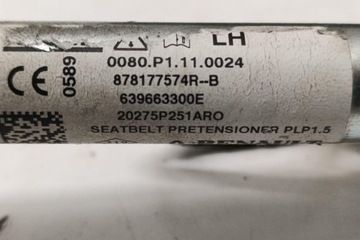 LH
CE 0589
0080.P1.11.0024
878177574R--B
639663300E
20275P251ARO
SEATBELT PRETENSIONER PLP1.5